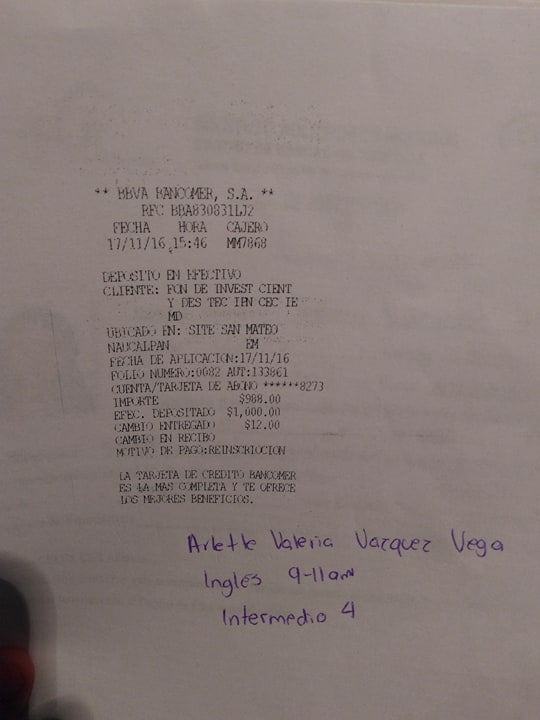 ** BBVA BANCOMER, S.A. **
RFC BBA830831LJ2
FECHA HORA CAJERO
17/11/16 15:46 MM7868
DEPOSITO EN EFECTIVO
CLIENTE: FON DE INVEST CIENT
Y DES TEC IPN CEC IE
MD
UBICADO EN: SITE SAN MATEO
NAUCALPAN EM
FECHA DE APLICACION:17/11/16
FOLIO NUMERO:0082 AUT:133861
CUENTA/TARJETA DE ABONO ******8273
IMPORTE $988.00
EFEC. DEPOSITADO $1,000.00
CAMBIO ENTREGADO $12.00
CAMBIO EN RECIBO
MOTIVO DE PAGO:REINSCRICCION
LA TARJETA DE CREDITO BANCOMER
ES LA MAS COMPLETA Y TE OFRECE
LOS MEJORES BENEFICIOS.
Arlette Valeria Vazquez Vega
Inglés 9-11am
Intermedio 4